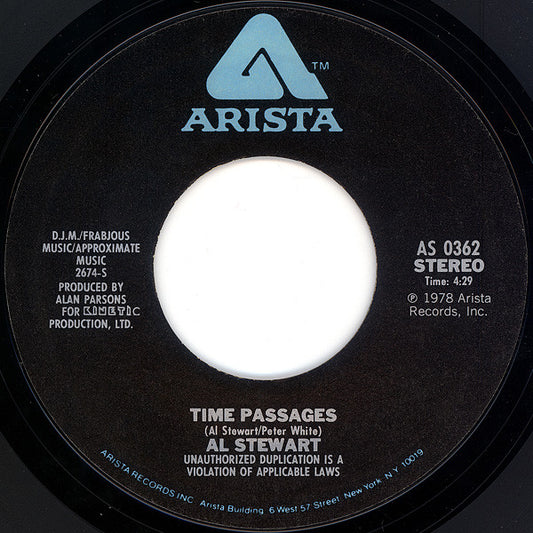 TM
ARISTA
D.J.M./FRABJOUS
MUSIC/APPROXIMATE
MUSIC
2674-S
PRODUCED BY
ALAN PARSONS
FOR KINETIC
PRODUCTION, LTD.
AS 0362
STEREO
Time: 4:29
℗ 1978 Arista
Records, Inc.
TIME PASSAGES
(Al Stewart/Peter White)
AL STEWART
UNAUTHORIZED DUPLICATION IS A
VIOLATION OF APPLICABLE LAWS
ARISTA RECORDS INC. Arista Building 6 West 57 Street New York, N.Y. 10019